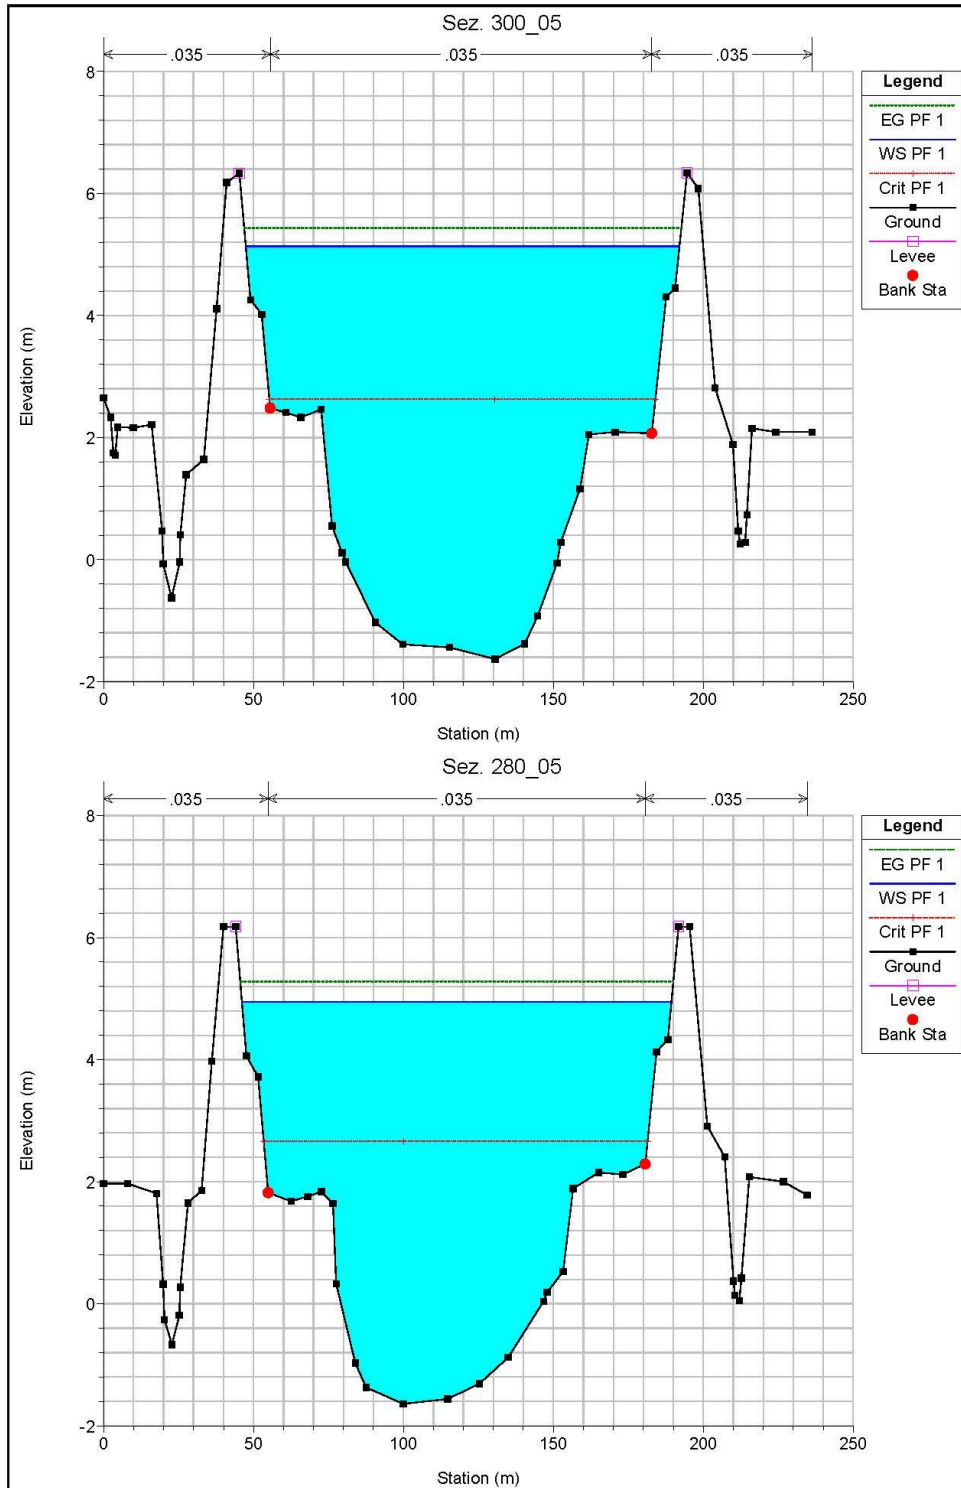 Sez. 300_05
.035 .035 .035
8
6
4
2
0
-2
Elevation (m)
0 50 100 150 200 250
Station (m)
Legend
EG PF 1
WS PF 1
Crit PF 1
Ground
Levee
Bank Sta
Sez. 280_05
.035 .035 .035
8
6
4
2
0
-2
Elevation (m)
0 50 100 150 200 250
Station (m)
Legend
EG PF 1
WS PF 1
Crit PF 1
Ground
Levee
Bank Sta